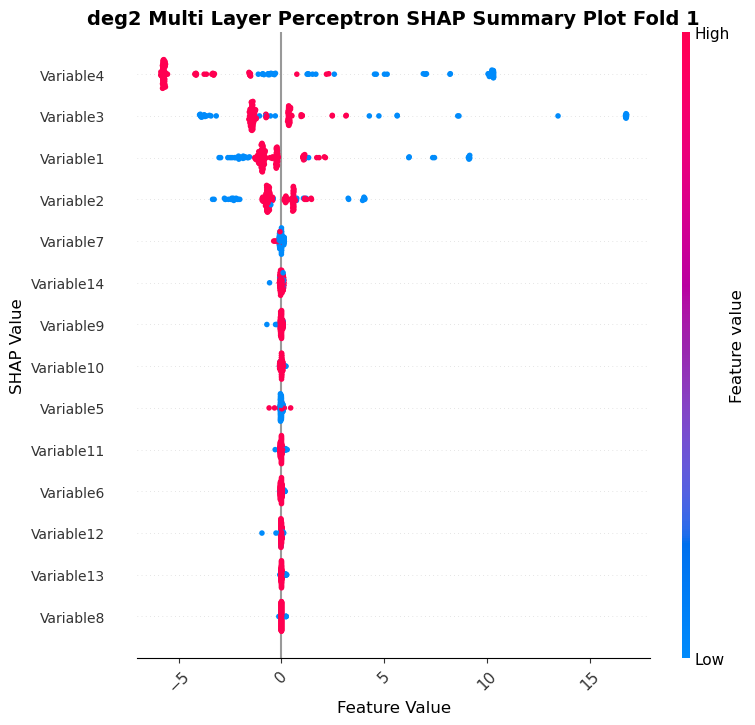 deg2 Multi Layer Perceptron SHAP Summary Plot Fold 1
High
Variable4
Variable3
Variable1
Variable2
Variable7
Variable14
Variable9
Variable10
Variable5
Variable11
Variable6
Variable12
Variable13
Variable8
SHAP Value
Feature value
Low
−5
0
5
10
15
Feature Value